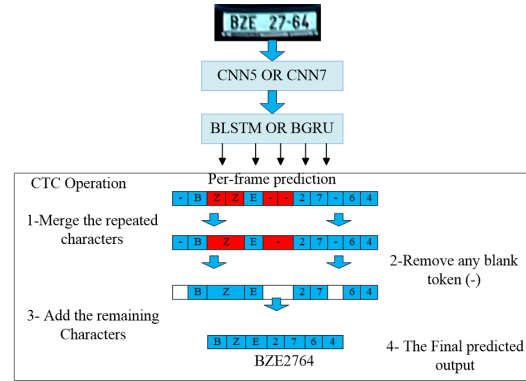 BZE 27-64
CNN5 OR CNN7
BLSTM OR BGRU
Per-frame prediction
CTC Operation
- B Z Z E - - 2 7 - 6 4
1-Merge the repeated
characters
- B Z E - 2 7 - 6 4
2-Remove any blank
token (-)
B Z E 2 7 6 4
3- Add the remaining
Characters
B Z E 2 7 6 4
BZE2764
4- The Final predicted
output